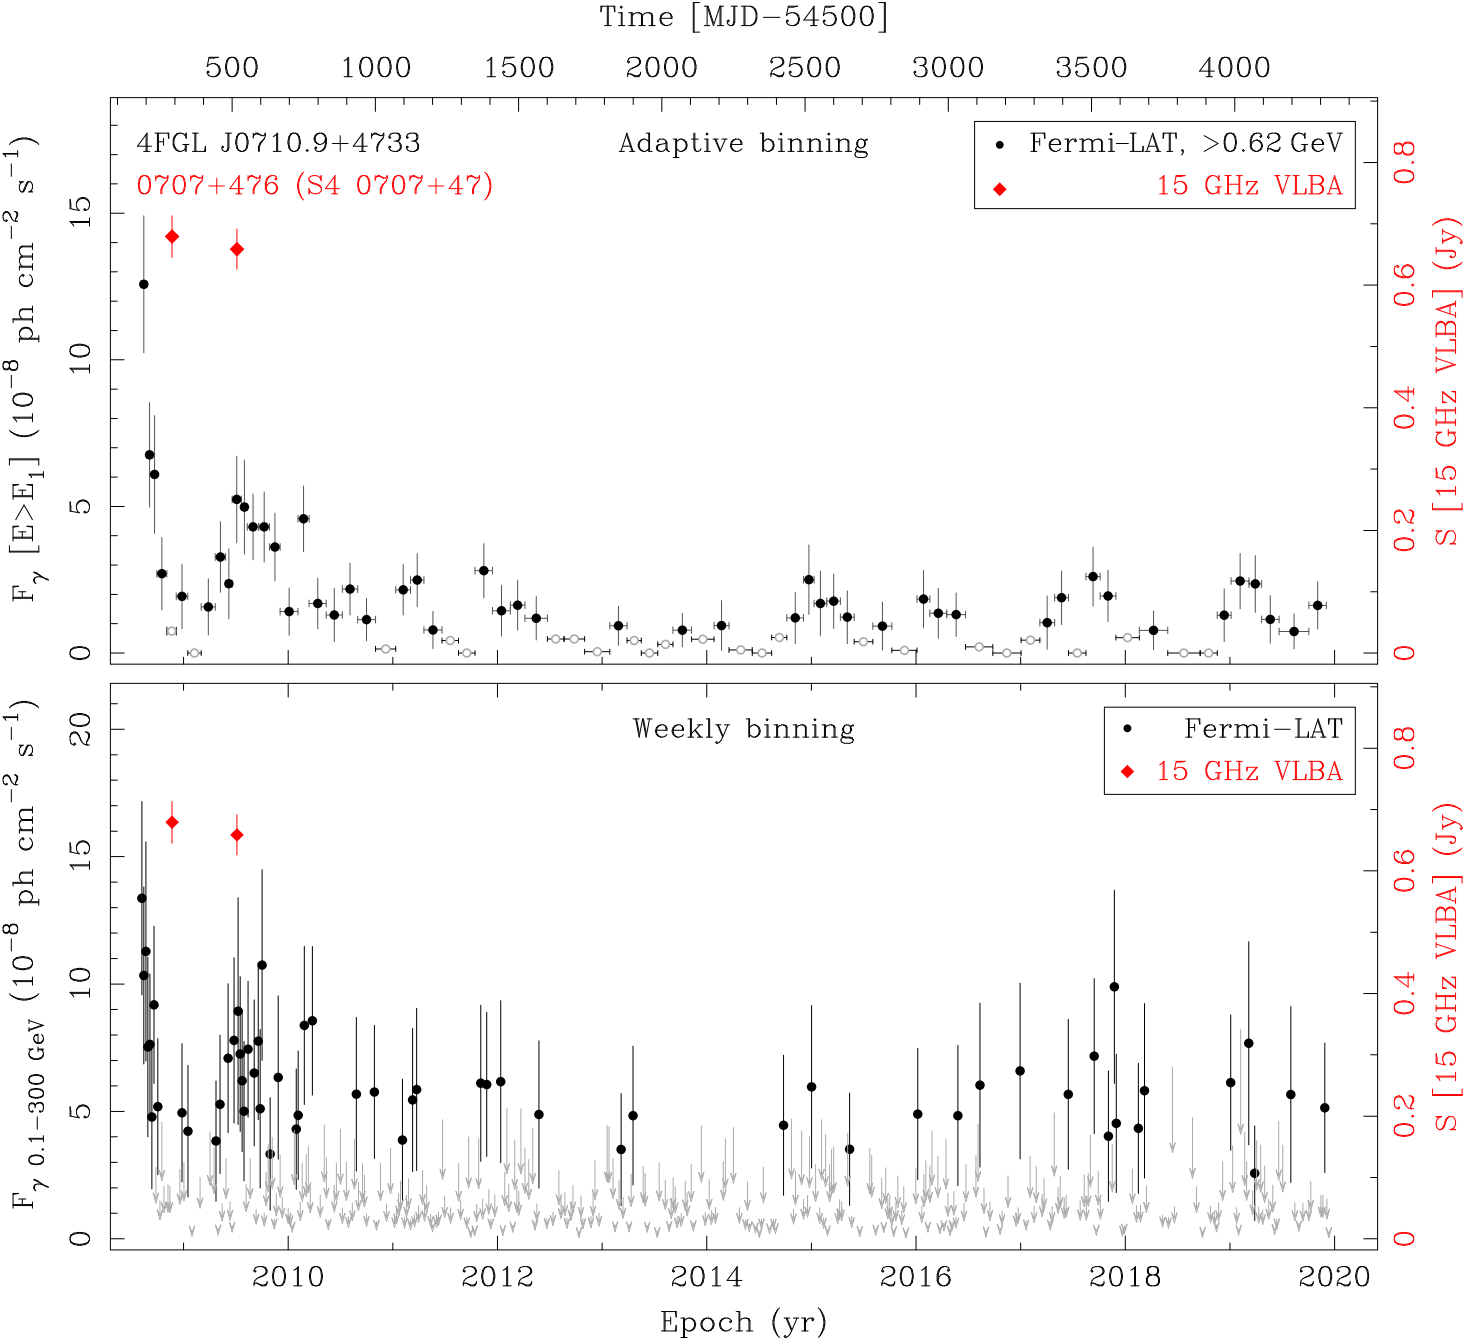 Time [MJD−54500]
500 1000 1500 2000 2500 3000 3500 4000
4FGL J0710.9+4733
0707+476 (S4 0707+47)
Adaptive binning
Fermi−LAT, >0.62 GeV
15 GHz VLBA
F_γ [E>E_1] (10^−8 ph cm^−2 s^−1)
15
10
5
0
0.8
0.6
0.4
0.2
0
S [15 GHz VLBA] (Jy)
Weekly binning
Fermi−LAT
15 GHz VLBA
F_γ 0.1−300 GeV (10^−8 ph cm^−2 s^−1)
20
15
10
5
0
0.8
0.6
0.4
0.2
0
S [15 GHz VLBA] (Jy)
2010 2012 2014 2016 2018 2020
Epoch (yr)